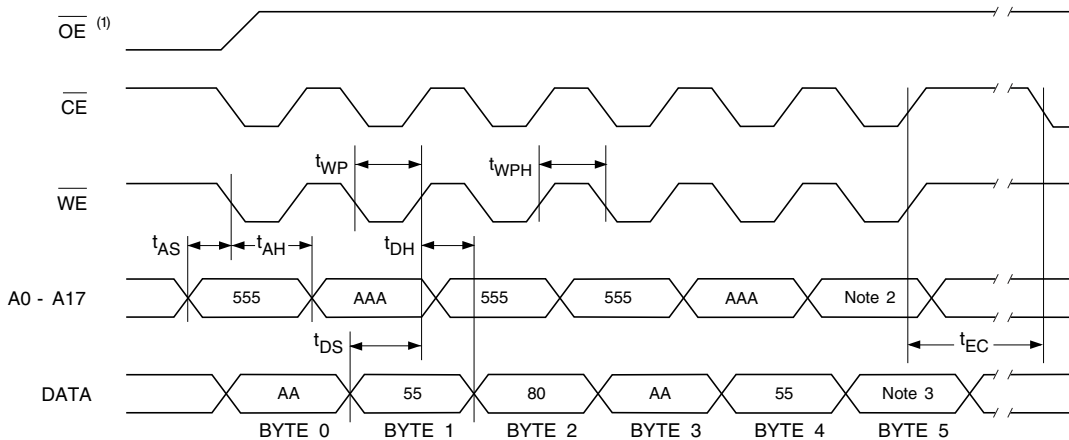 OE (1)
CE
tWP tWPH
WE
tAS tAH tDH
A0 - A17 555 AAA 555 555 AAA Note 2
tDS tEC
DATA AA 55 80 AA 55 Note 3
BYTE 0 BYTE 1 BYTE 2 BYTE 3 BYTE 4 BYTE 5